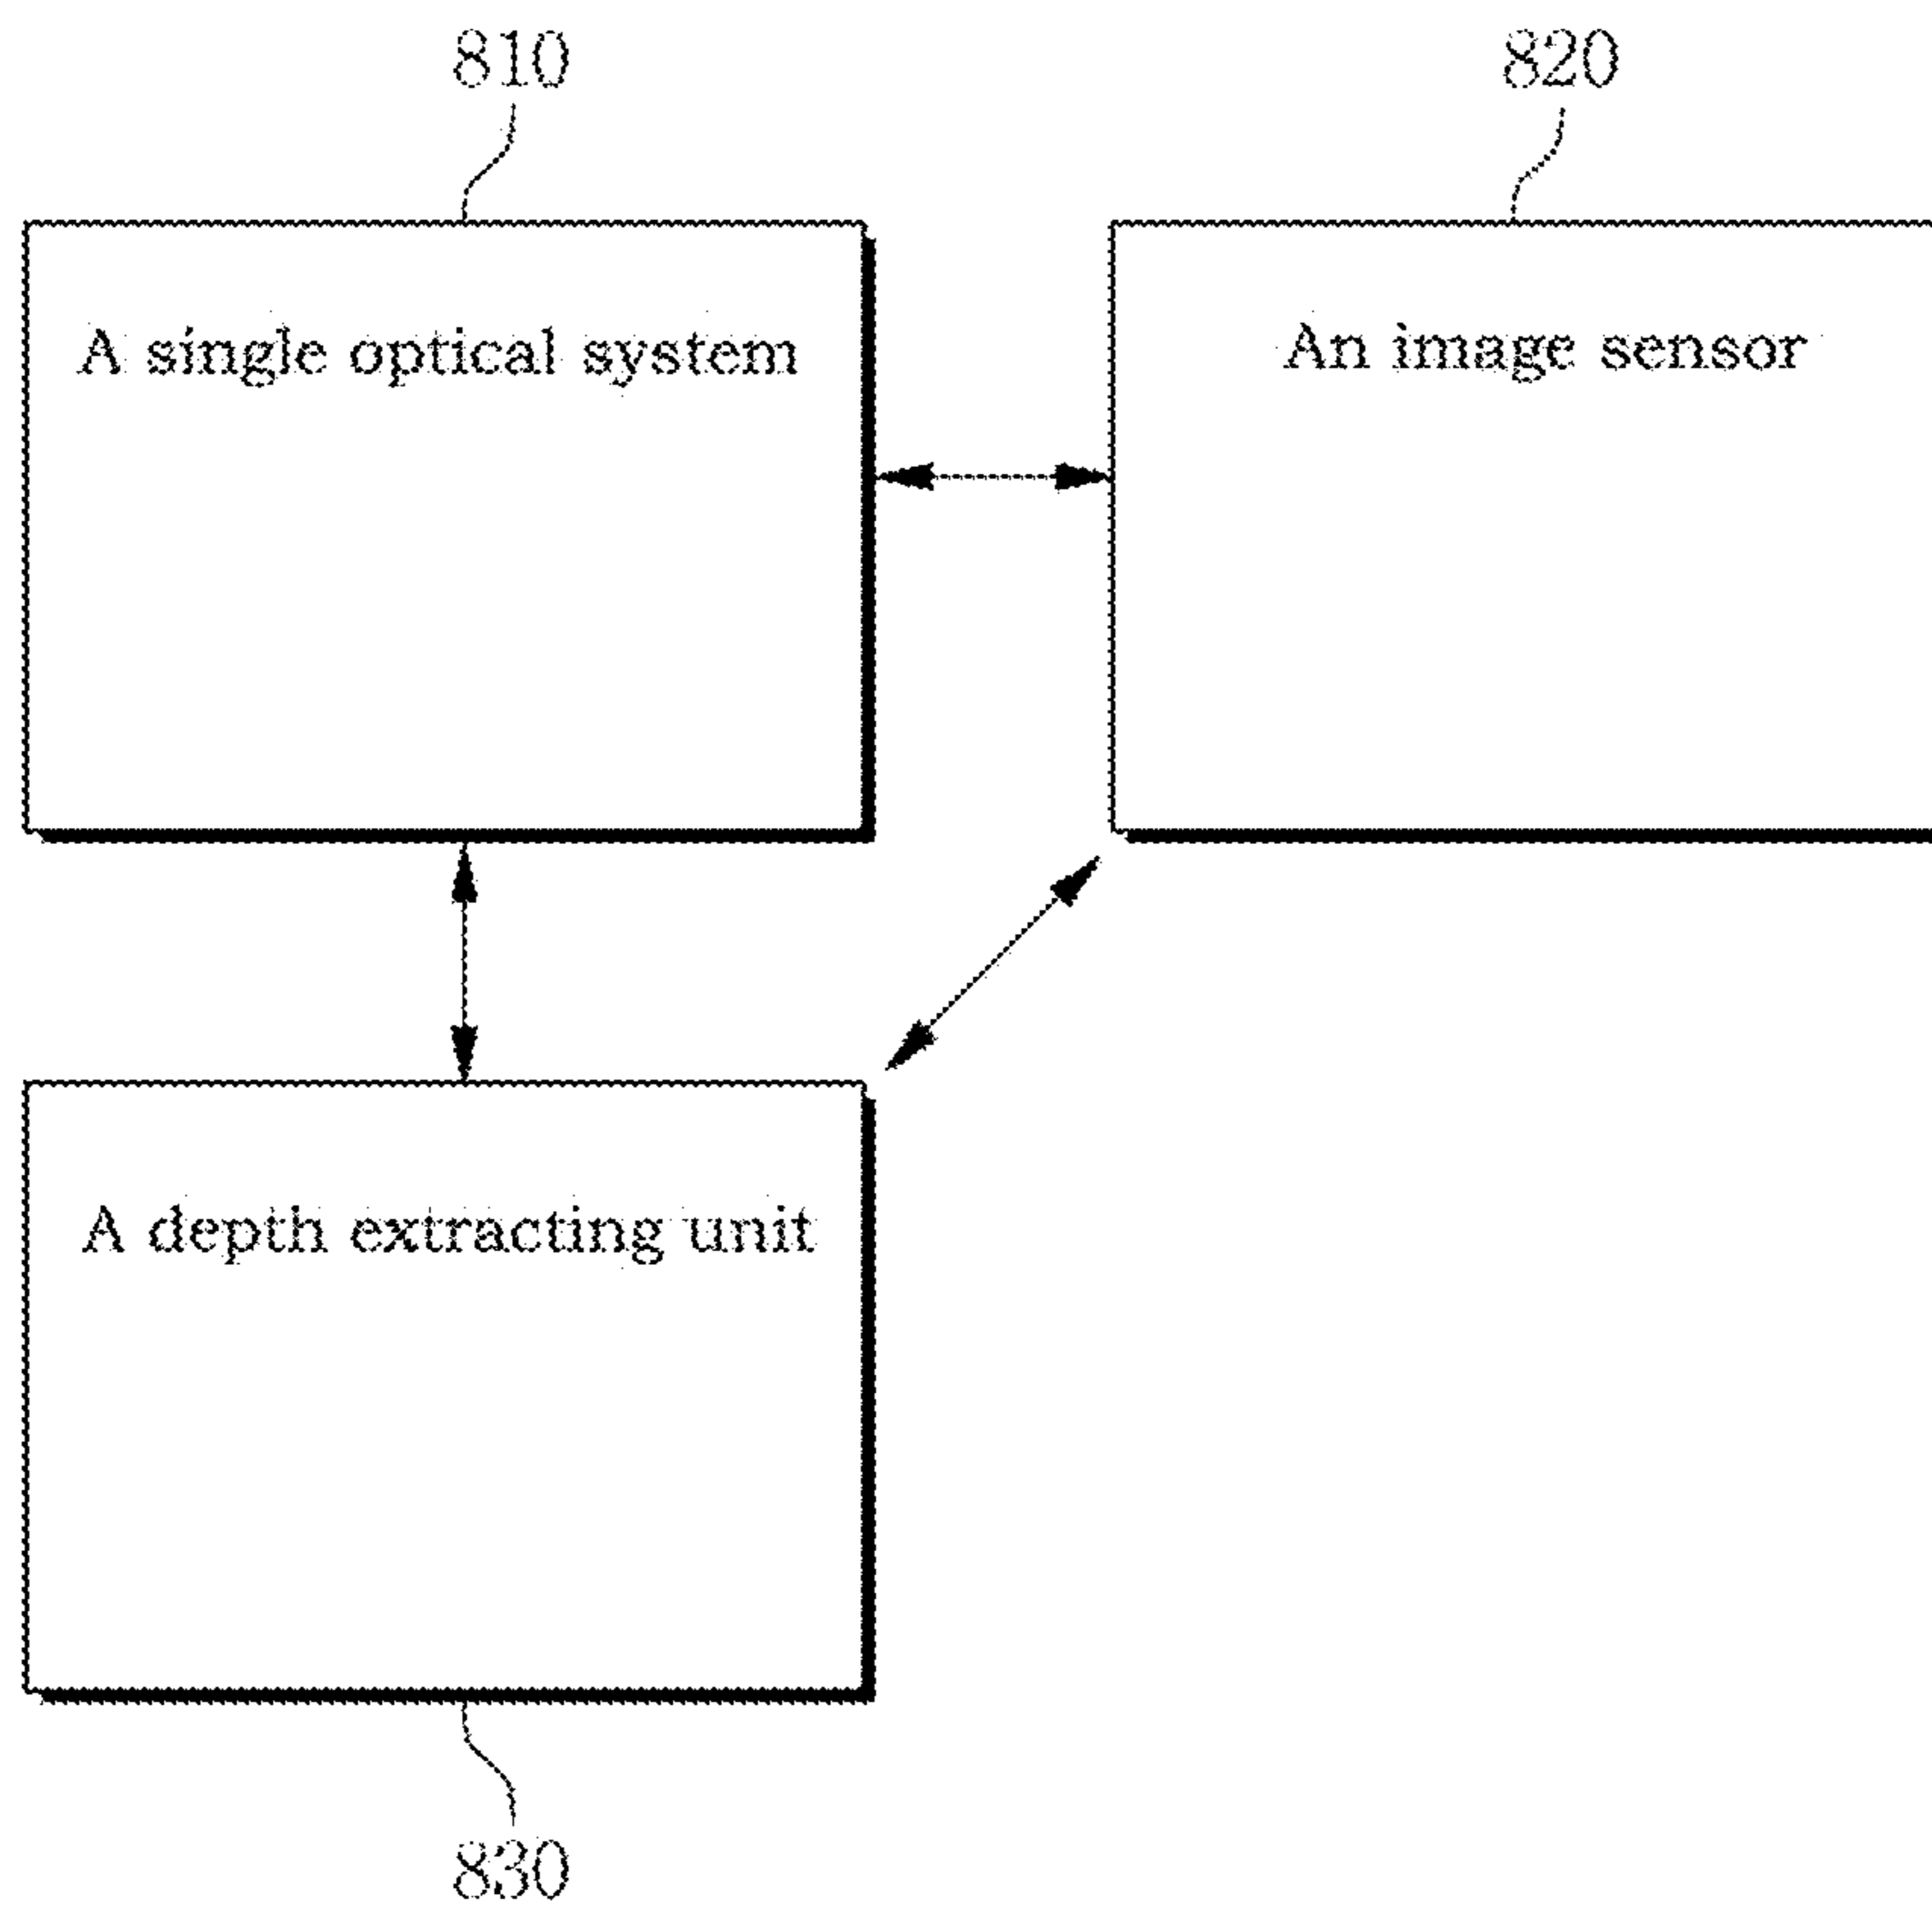 810
820
A single optical system
An image sensor
A depth extracting unit
830